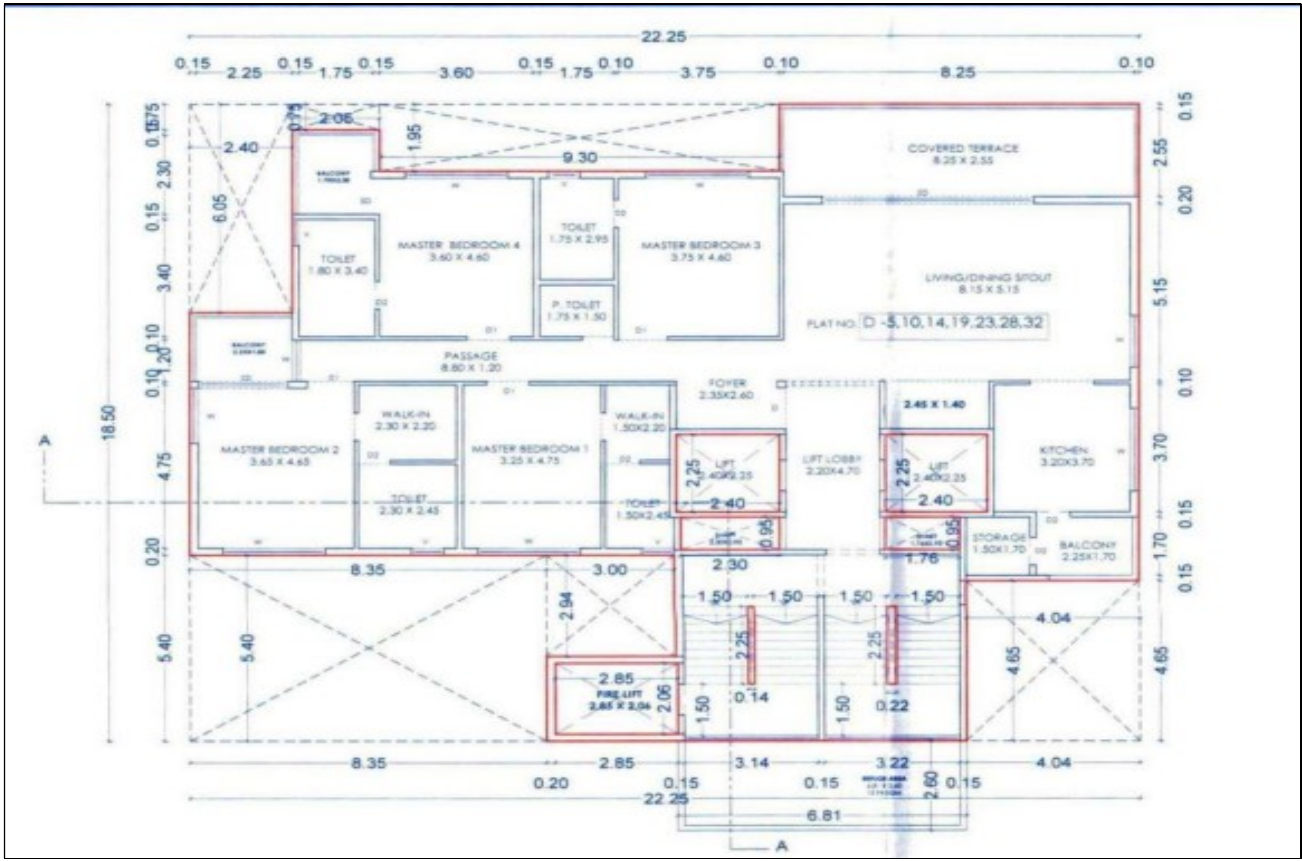 22.25
0.15 2.25 0.15 1.75 0.15 3.60 0.15 1.75 0.10 3.75 0.10 8.25 0.10
0.75
2.06
2.40
1.95
9.30
6.05
COVERED TERRACE
8.25 X 2.55
MASTER BEDROOM 4
3.60 X 4.60
TOILET
1.75 X 2.95
MASTER BEDROOM 3
3.75 X 4.60
TOILET
1.80 X 3.40
P. TOILET
1.75 X 1.50
LIVING/DINING SITOUT
8.15 X 5.15
FLAT NO. D -5,10,14,19,23,28,32
BALCONY
PASSAGE
8.80 X 1.20
FOYER
2.35X2.60
2.45 X 1.40
WALK-IN
2.30 X 2.20
WALK-IN
1.50X2.20
MASTER BEDROOM 2
3.65 X 4.65
MASTER BEDROOM 1
3.25 X 4.75
LIFT
2.40X2.25
2.25
2.40
LIFT LOBBY
2.20X4.70
LIFT
2.40X2.25
2.25
2.40
KITCHEN
3.20X3.70
TOILET
2.30 X 2.45
TOILET
1.50X2.45
0.95
0.95
STORAGE
1.50X1.70
BALCONY
2.25X1.70
8.35
3.00
2.30
1.76
2.94
1.50 1.50 1.50 1.50
4.04
2.25
2.25
5.40
4.65
2.85
FIRE-LIFT
2.85 X 2.06
2.06
1.50
0.14
1.50
0.22
8.35 2.85 3.14 3.22 4.04
0.20 0.15 0.15 0.15
2.60
22.25
6.81
A
A
18.50
2.30
0.15
3.40
0.10
1.20
0.10
4.75
0.20
5.40
0.15
2.55
0.20
5.15
0.10
3.70
0.15
1.70
0.15
4.65